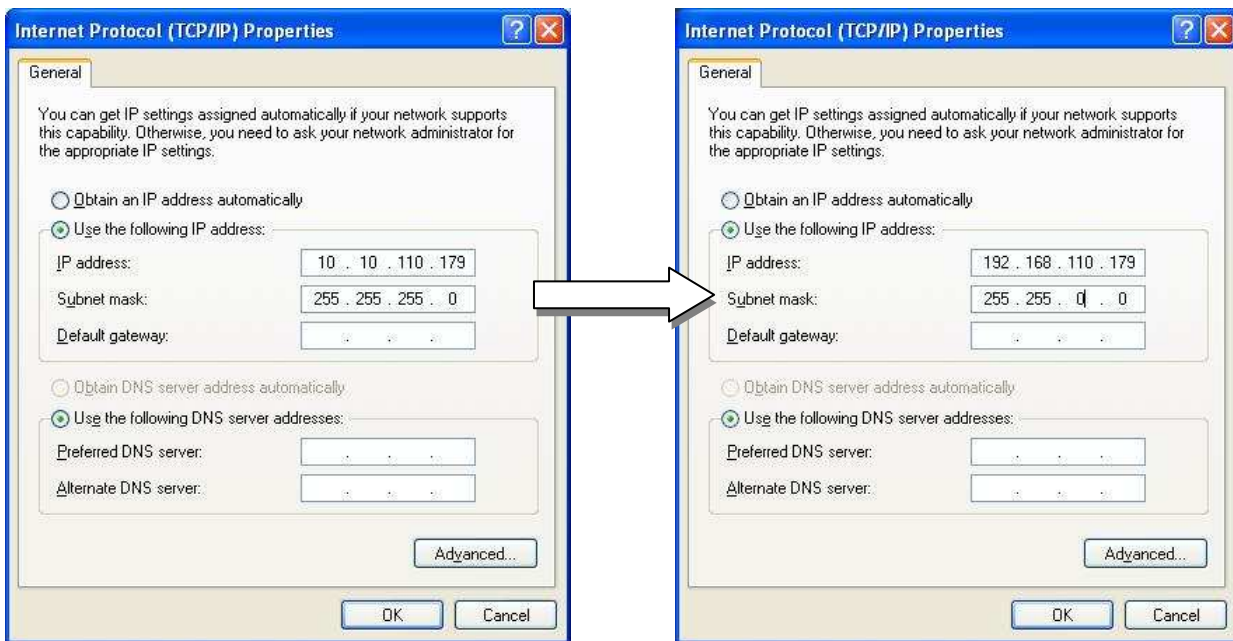 Internet Protocol (TCP/IP) Properties
General
You can get IP settings assigned automatically if your network supports
this capability. Otherwise, you need to ask your network administrator for
the appropriate IP settings.
Obtain an IP address automatically
Use the following IP address:
IP address: 10 . 10 . 110 . 179
Subnet mask: 255 . 255 . 255 . 0
Default gateway: . . .
Obtain DNS server address automatically
Use the following DNS server addresses:
Preferred DNS server: . . .
Alternate DNS server: . . .
Advanced...
OK Cancel
Internet Protocol (TCP/IP) Properties
General
You can get IP settings assigned automatically if your network supports
this capability. Otherwise, you need to ask your network administrator for
the appropriate IP settings.
Obtain an IP address automatically
Use the following IP address:
IP address: 192 . 168 . 110 . 179
Subnet mask: 255 . 255 . 0 . 0
Default gateway: . . .
Obtain DNS server address automatically
Use the following DNS server addresses:
Preferred DNS server: . . .
Alternate DNS server: . . .
Advanced...
OK Cancel